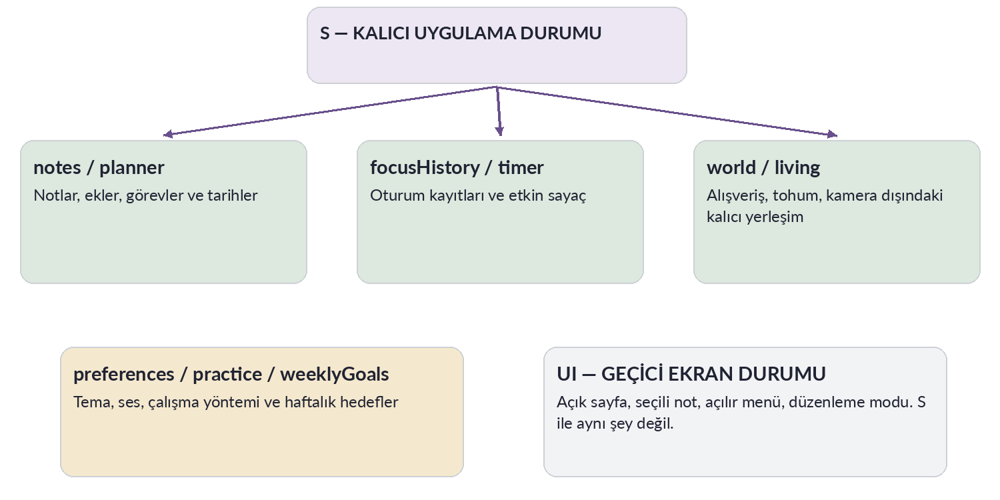 S — KALICI UYGULAMA DURUMU
notes / planner
Notlar, ekler, görevler ve tarihler
focusHistory / timer
Oturum kayıtları ve etkin sayaç
world / living
Alışveriş, tohum, kamera dışındaki
kalıcı yerleşim
preferences / practice / weeklyGoals
Tema, ses, çalışma yöntemi ve haftalık hedefler
UI — GEÇİCİ EKRAN DURUMU
Açık sayfa, seçili not, açılır menü, düzenleme modu. S
ile aynı şey değil.